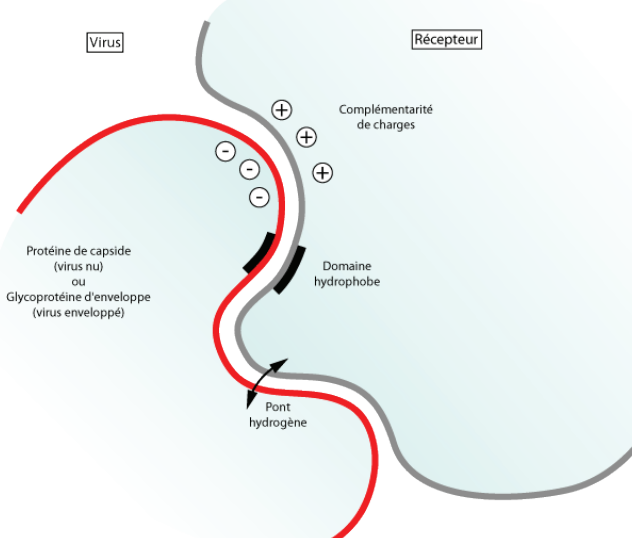 Virus
Récepteur
+
Complémentarité
de charges
+
-
-
+
-
Protéine de capside
(virus nu)
ou
Glycoprotéine d'enveloppe
(virus enveloppé)
Domaine
hydrophobe
Pont
hydrogène